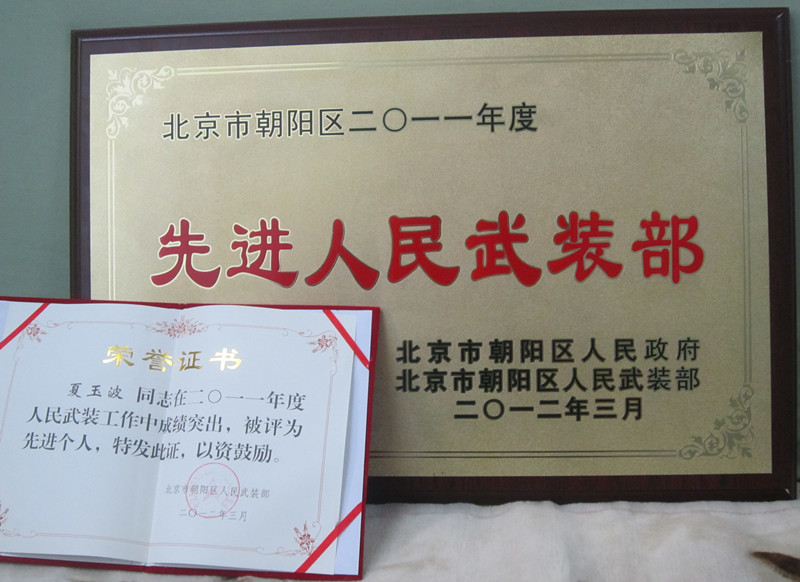 北京市朝阳区二〇一一年度
先进人民武装部
北京市朝阳区人民政府
北京市朝阳区人民武装部
二〇一二年三月
荣誉证书
夏玉波 同志在二〇一一年度
人民武装工作中成绩突出，被评为
先进个人，特发此证，以资鼓励。
北京市朝阳区人民武装部
二〇一二年三月